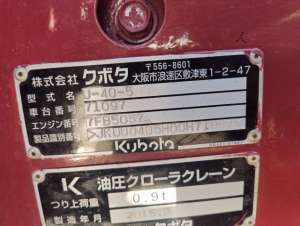 株式会社 クボタ
〒556-8601
大阪市浪速区敷津東1-2-47
型式名 U-40-5
車台番号 71097
エンジン番号
製品識別番号
Kubota
K 油圧クローラクレーン
つり上荷重 0.9t
製造年月